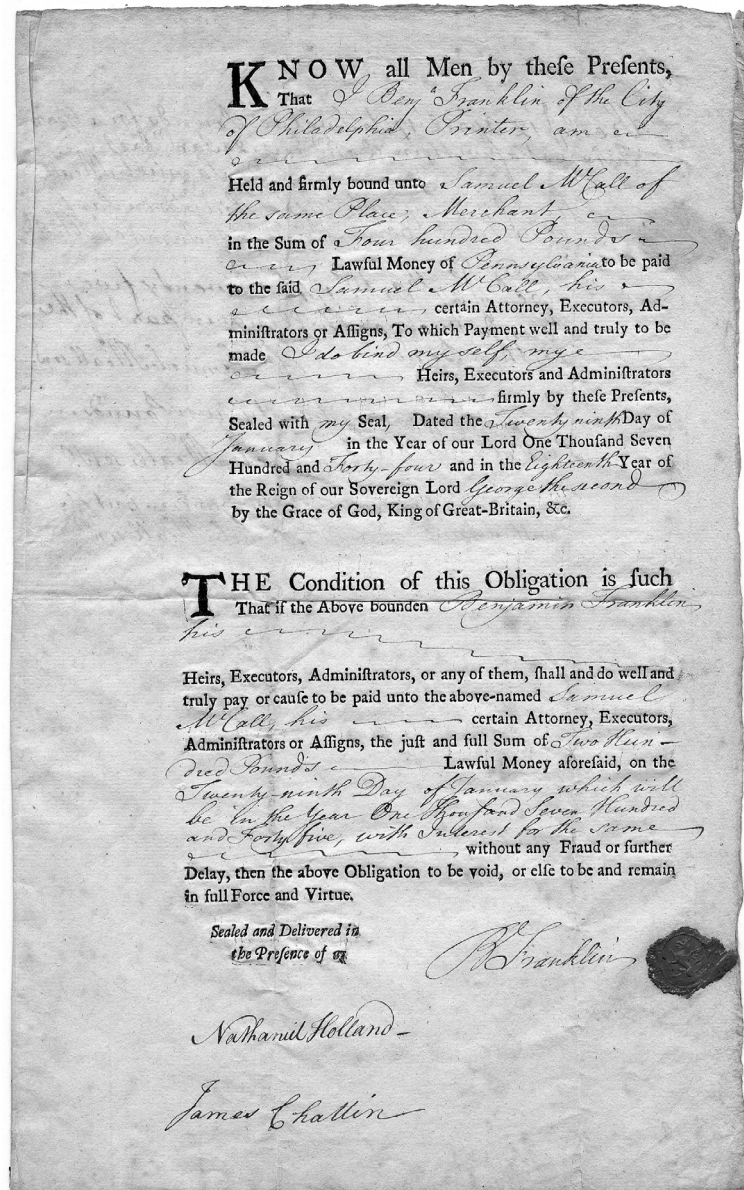 KNOW all Men by theſe Preſents,
That I Benjᵃ Franklin of the City
of Philadelphia Printer, am
Held and firmly bound unto Samuel McCall of
the same Place, Merchant,
in the Sum of Four hundred Pounds
Lawful Money of Pennsylvania to be paid
to the ſaid Samuel McCall, his
certain Attorney, Executors, Ad-
miniſtrators or Aſſigns, To which Payment well and truly to be
made I do bind myself, my
Heirs, Executors and Adminiſtrators
firmly by theſe Preſents,
Sealed with my Seal, Dated the Twenty ninth Day of
January in the Year of our Lord One Thouſand Seven
Hundred and Forty-four and in the Eighteenth Year of
the Reign of our Sovereign Lord George the second
by the Grace of God, King of Great-Britain, &c.
THE Condition of this Obligation is ſuch
That if the Above bounden Benjamin Franklin
his
Heirs, Executors, Adminiſtrators, or any of them, ſhall and do well and
truly pay or cauſe to be paid unto the above-named Samuel
McCall, his certain Attorney, Executors,
Adminiſtrators or Aſſigns, the juſt and full Sum of Two Hun-
dred Pounds Lawful Money aforeſaid, on the
Twenty-ninth Day of January which will
be in the Year One Thouſand Seven Hundred
and Forty five, with Interest for the same
without any Fraud or further
Delay, then the above Obligation to be void, or elſe to be and remain
in full Force and Virtue.
Sealed and Delivered in
the Preſence of us
B Franklin
Nathaniel Holland
James Chattin